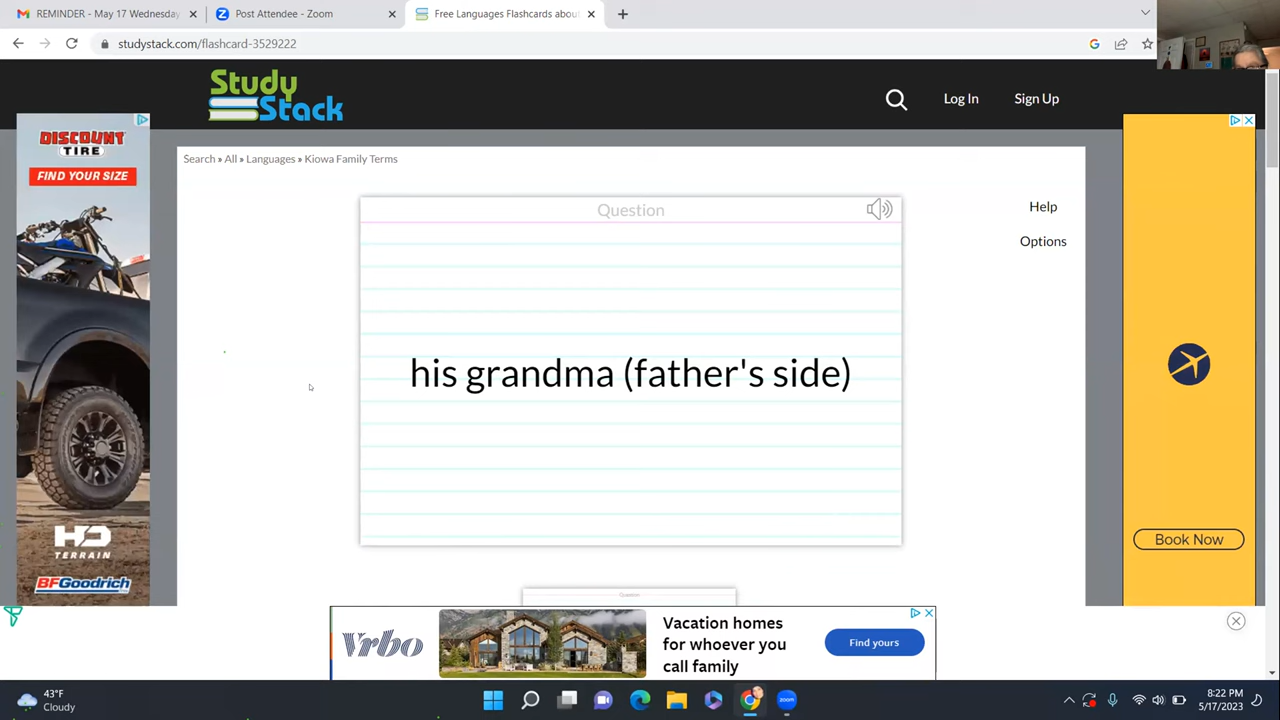 REMINDER - May 17 Wednesday
Post Attendee - Zoom
Free Languages Flashcards about
studystack.com/flashcard-3529222
Study
Stack
Log In
Sign Up
DISCOUNT
TIRE
FIND YOUR SIZE
HD
TERRAIN
BFGoodrich
Search » All » Languages » Kiowa Family Terms
Question
Help
Options
his grandma (father's side)
Book Now
Question
Vrbo
Vacation homes
for whoever you
call family
Find yours
43°F
Cloudy
8:22 PM
5/17/2023